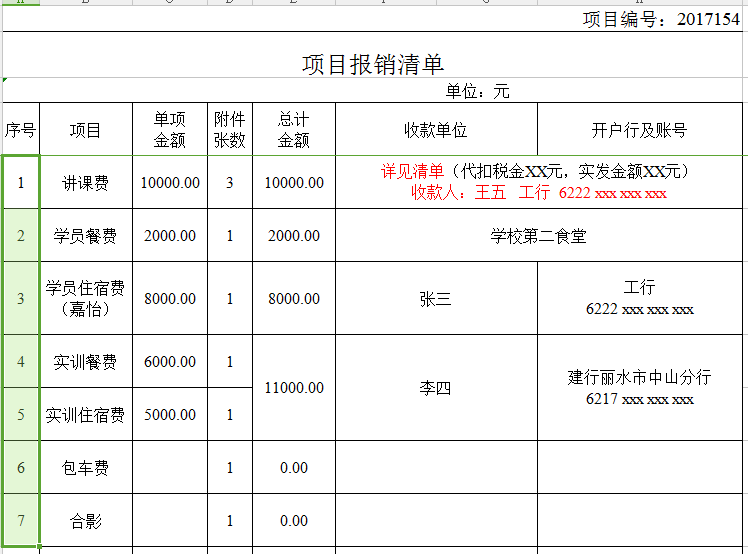 项目编号：2017154
项目报销清单
单位：元
序号 项目 单项金额 附件张数 总计金额 收款单位 开户行及账号
1 讲课费 10000.00 3 10000.00 详见清单（代扣税金XX元，实发金额XX元）
收款人：王五 工行 6222 xxx xxx xxx
2 学员餐费 2000.00 1 2000.00 学校第二食堂
3 学员住宿费（嘉怡） 8000.00 1 8000.00 张三 工行
6222 xxx xxx xxx
4 实训餐费 6000.00 1 11000.00 李四 建行丽水市中山分行
6217 xxx xxx xxx
5 实训住宿费 5000.00 1
6 包车费 1 0.00
7 合影 1 0.00